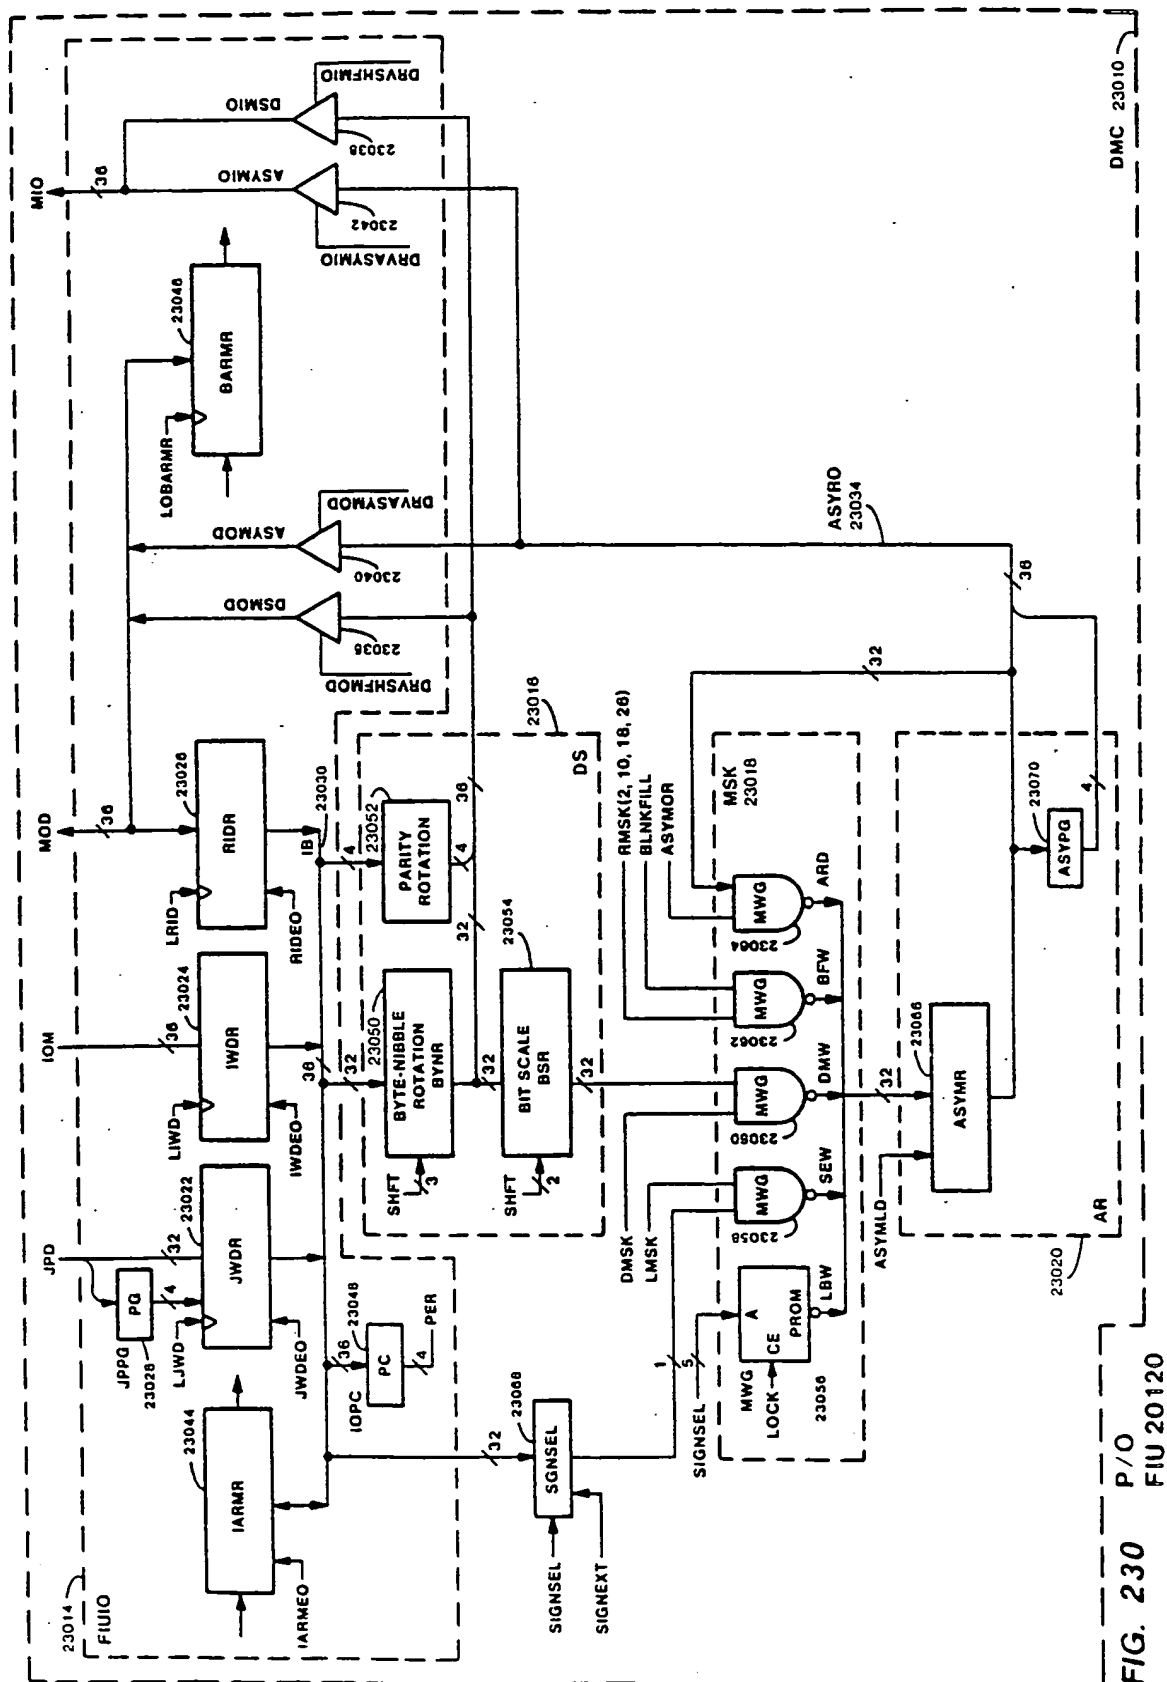 MOD
IOM
JPD
MIO
36
36
32
36
23014
FIUIO
23044
IARMR
IARMEO
PG
JPPG
23028
4
LJWD
23022
JWDR
JWDEO
LIWD
23024
IWDR
IWDEO
LRID
23026
RIDR
RIDEO
IB
23030
36
DSMOD
23036
DRVSHFMOD
ASYMOD
23040
DRVASYMOD
LOBARMR
23046
BARMR
ASYMIO
23042
DRVASYMIO
DSMIO
23038
DRVSHFMIO
36
IOPC
PC
23048
4
PER
32
32
4
23050
BYTE-NIBBLE
ROTATION
BYNR
SHFT
3
23052
PARITY
ROTATION
4
36
32
32
23054
BIT SCALE
BSR
SHFT
2
32
DS
23016
SIGNSEL
SIGNEXT
SGNSEL
23068
1
5
SIGNSEL
DMSK
LMSK
RMSK(2, 10, 18, 26)
BLNKFILL
ASYMOR
MSK
23018
MWG
LOCK
A
CE
PROM
23056
LBW
MWG
23058
SEW
MWG
23060
DMW
MWG
23062
BFW
MWG
23064
ARD
32
32
ASYMLD
23066
ASYMR
AR
23020
ASYPG
23070
4
36
ASYRO
23034
DMC 23010
FIG. 230
P/O
FIU 20120